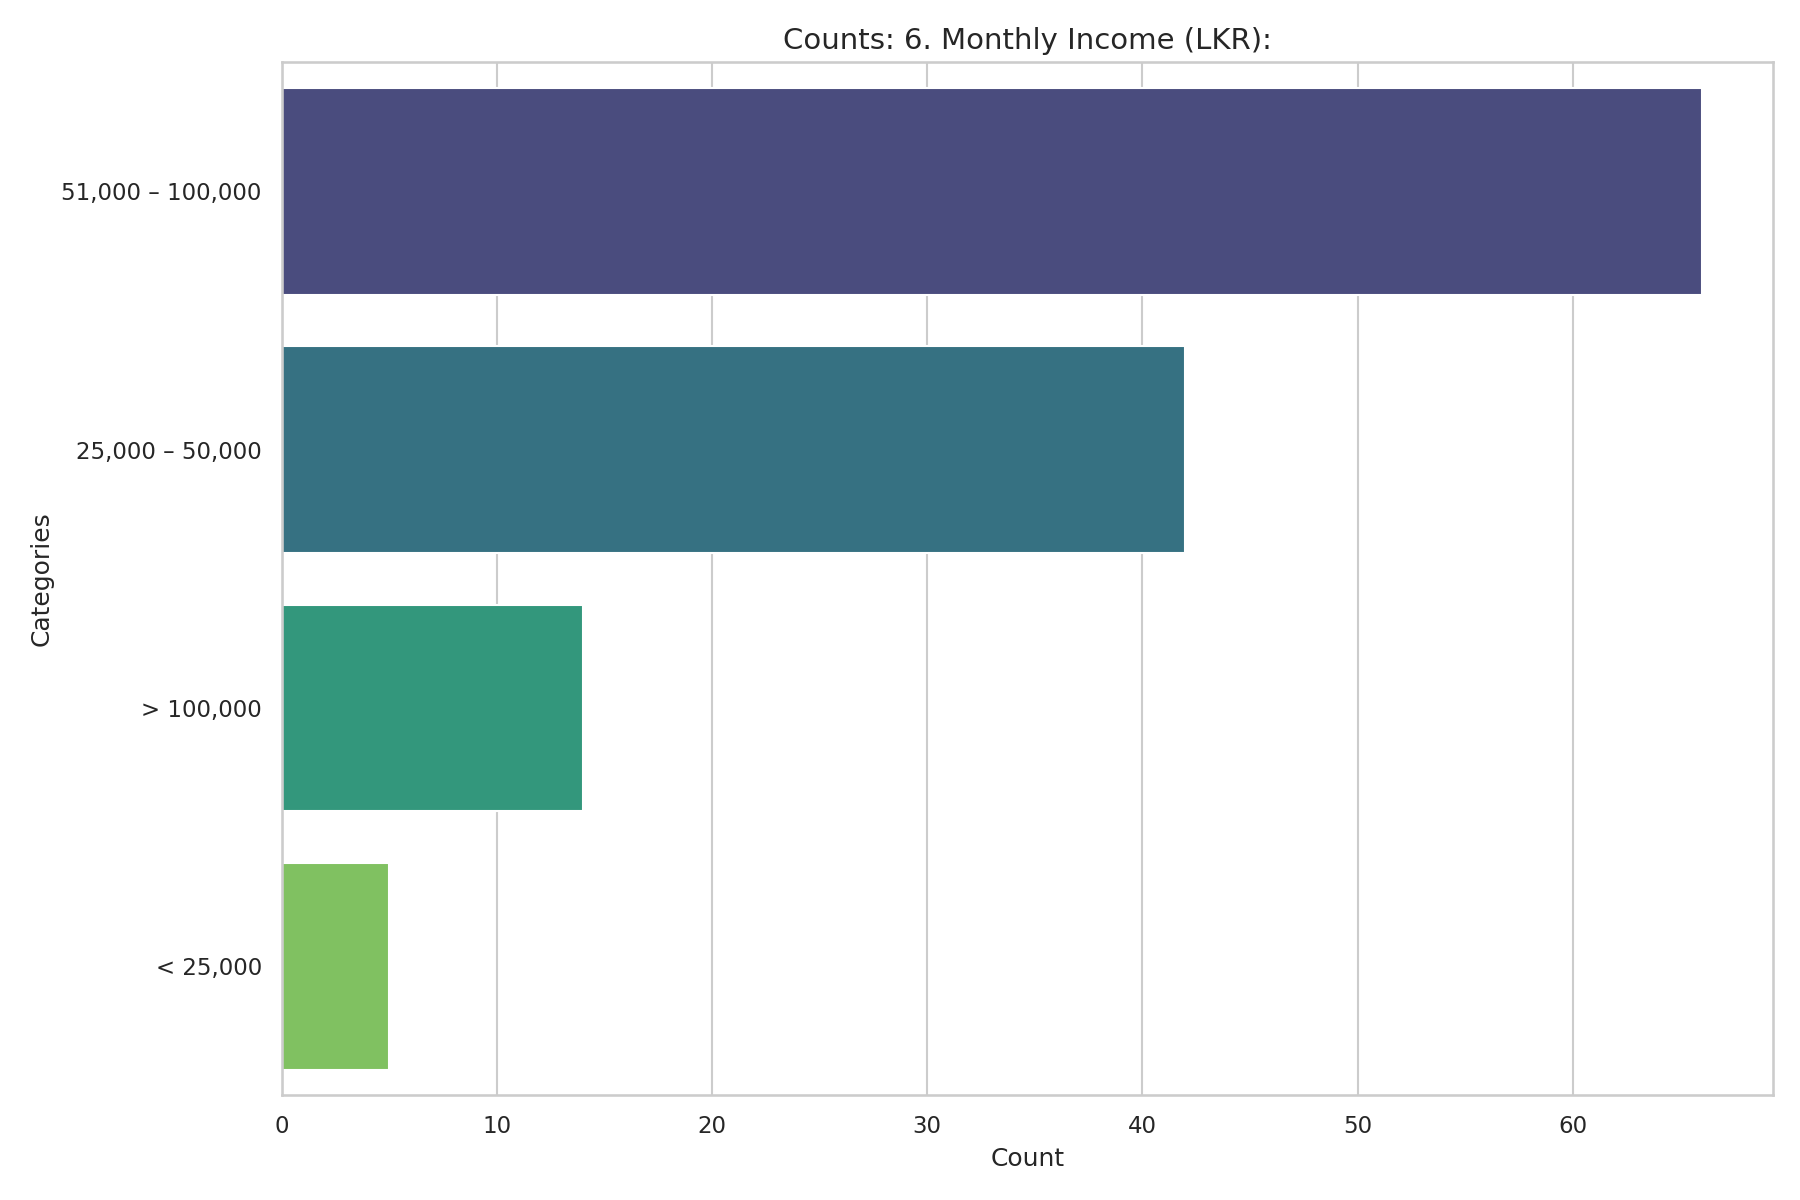 Counts: 6. Monthly Income (LKR):
51,000 – 100,000
25,000 – 50,000
> 100,000
< 25,000
Categories
0 10 20 30 40 50 60
Count